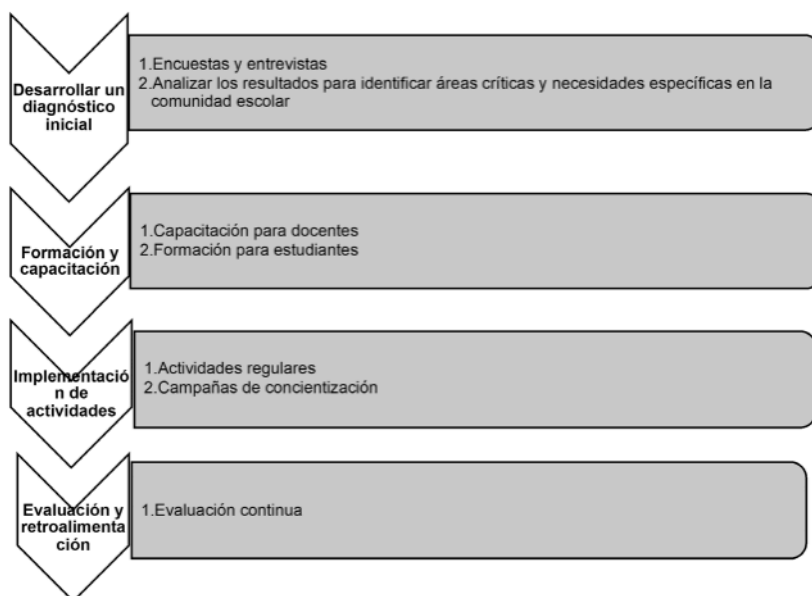 Desarrollar un
diagnóstico
inicial
1.Encuestas y entrevistas
2.Analizar los resultados para identificar áreas críticas y necesidades específicas en la
comunidad escolar
Formación y
capacitación
1.Capacitación para docentes
2.Formación para estudiantes
Implementació
n de
actividades
1.Actividades regulares
2.Campañas de concientización
Evaluación y
retroalimenta
ción
1.Evaluación continua